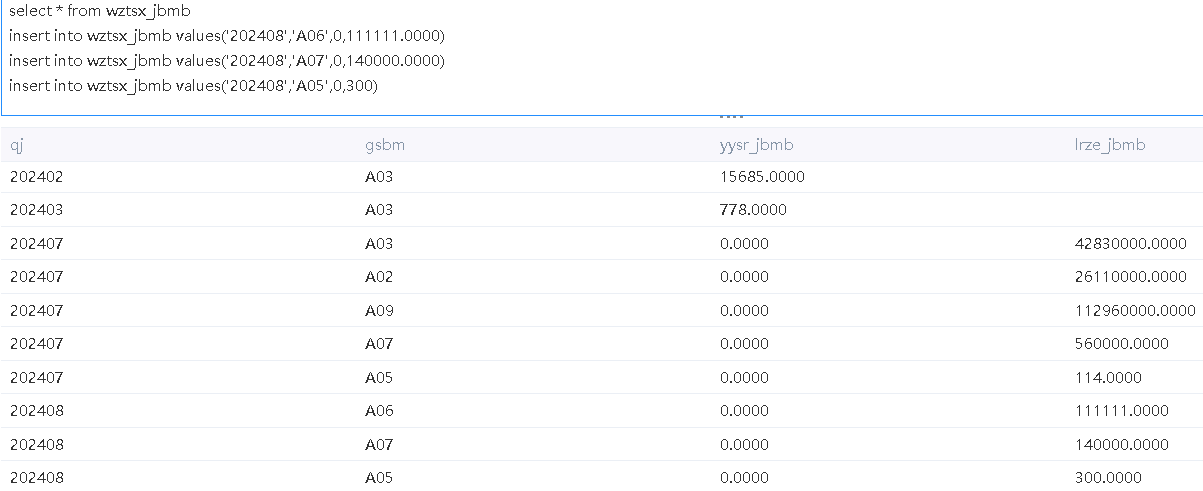 select * from wztsx_jbmb
insert into wztsx_jbmb values('202408','A06',0,111111.0000)
insert into wztsx_jbmb values('202408','A07',0,140000.0000)
insert into wztsx_jbmb values('202408','A05',0,300)
qj gsbm yysr_jbmb lrze_jbmb
202402 A03 15685.0000
202403 A03 778.0000
202407 A03 0.0000 42830000.0000
202407 A02 0.0000 26110000.0000
202407 A09 0.0000 112960000.0000
202407 A07 0.0000 560000.0000
202407 A05 0.0000 114.0000
202408 A06 0.0000 111111.0000
202408 A07 0.0000 140000.0000
202408 A05 0.0000 300.0000